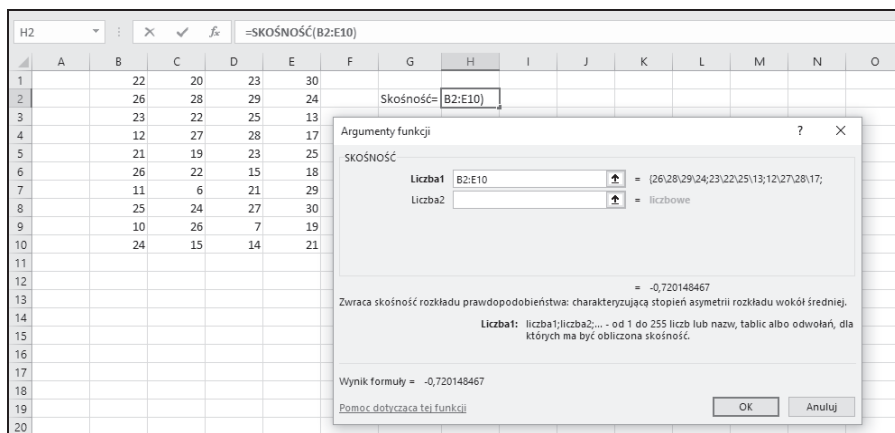 H2 fx =SKOŚNOŚĆ(B2:E10)
A B C D E F G H I J K L M N O
1 22 20 23 30
2 26 28 29 24 Skośność= B2:E10)
3 23 22 25 13
4 12 27 28 17
5 21 19 23 25
6 26 22 15 18
7 11 6 21 29
8 25 24 27 30
9 10 26 7 19
10 24 15 14 21
11
12
13
14
15
16
17
18
19
20
Argumenty funkcji ? X
SKOŚNOŚĆ
Liczba1 B2:E10 = {26\28\29\24;23\22\25\13;12\27\28\17;
Liczba2 = liczbowe
= -0,720148467
Zwraca skośność rozkładu prawdopodobieństwa: charakteryzującą stopień asymetrii rozkładu wokół średniej.
Liczba1: liczba1;liczba2;... - od 1 do 255 liczb lub nazw, tablic albo odwołań, dla
których ma być obliczona skośność.
Wynik formuły = -0,720148467
Pomoc dotycząca tej funkcji OK Anuluj